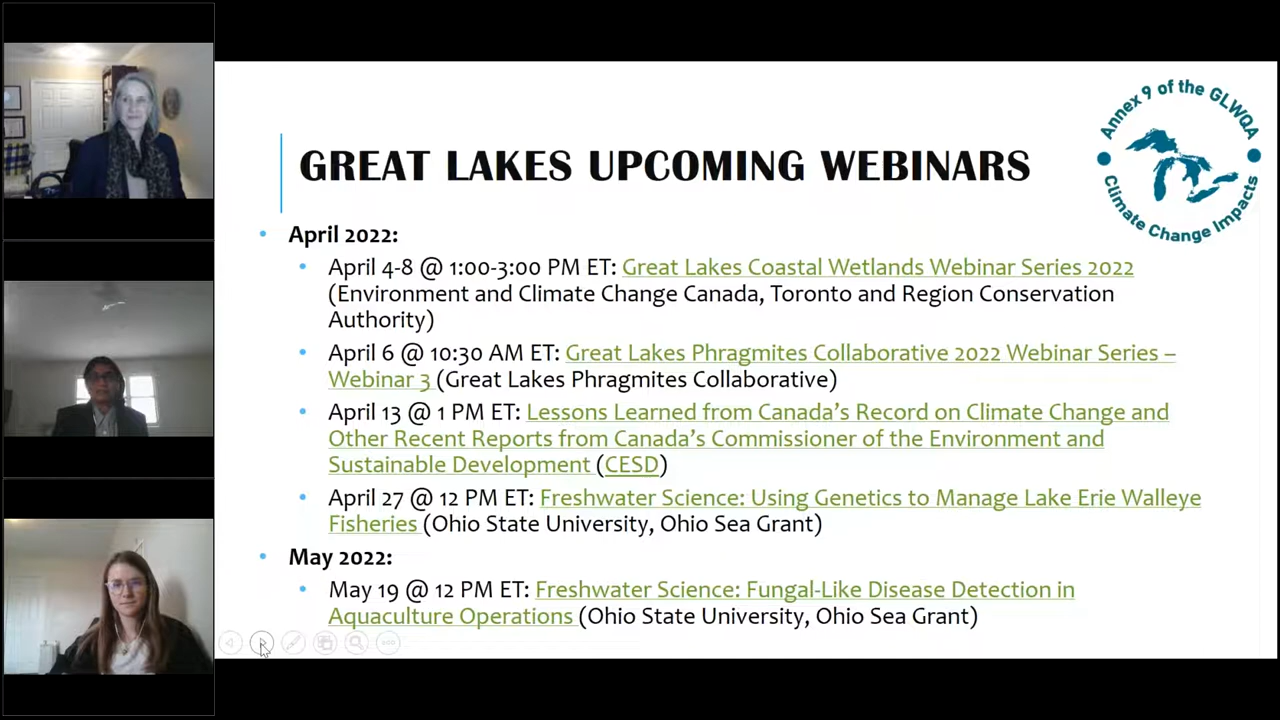 Annex 9 of the GLWQA
Climate Change Impacts
GREAT LAKES UPCOMING WEBINARS
• April 2022:
• April 4-8 @ 1:00-3:00 PM ET: Great Lakes Coastal Wetlands Webinar Series 2022
(Environment and Climate Change Canada, Toronto and Region Conservation
Authority)
• April 6 @ 10:30 AM ET: Great Lakes Phragmites Collaborative 2022 Webinar Series –
Webinar 3 (Great Lakes Phragmites Collaborative)
• April 13 @ 1 PM ET: Lessons Learned from Canada’s Record on Climate Change and
Other Recent Reports from Canada’s Commissioner of the Environment and
Sustainable Development (CESD)
• April 27 @ 12 PM ET: Freshwater Science: Using Genetics to Manage Lake Erie Walleye
Fisheries (Ohio State University, Ohio Sea Grant)
• May 2022:
• May 19 @ 12 PM ET: Freshwater Science: Fungal-Like Disease Detection in
Aquaculture Operations (Ohio State University, Ohio Sea Grant)